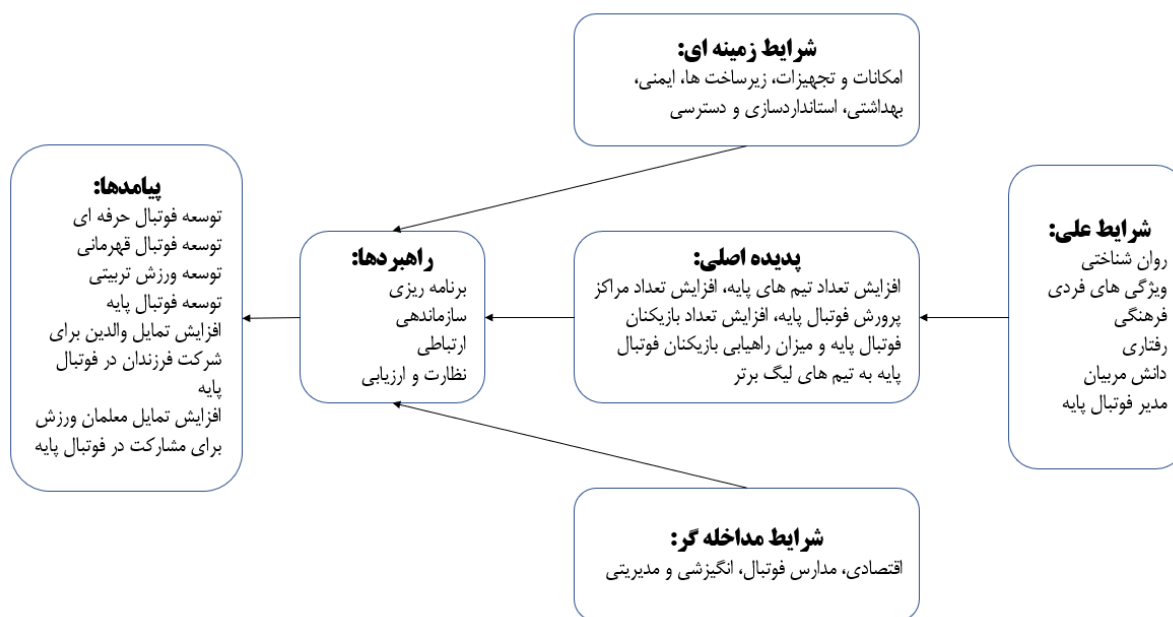 شرایط زمینه ای:
امکانات و تجهیزات، زیرساخت ها، ایمنی،
بهداشتی، استانداردسازی و دسترسی
شرایط علی:
روان شناختی
ویژگی های فردی
فرهنگی
رفتاری
دانش مربیان
مدیر فوتبال پایه
پدیده اصلی:
افزایش تعداد تیم های پایه، افزایش تعداد مراکز
پرورش فوتبال پایه، افزایش تعداد بازیکنان
فوتبال پایه و میزان راهیابی بازیکنان فوتبال
پایه به تیم های لیگ برتر
راهبردها:
برنامه ریزی
سازماندهی
ارتباطی
نظارت و ارزیابی
پیامدها:
توسعه فوتبال حرفه ای
توسعه فوتبال قهرمانی
توسعه ورزش تربیتی
توسعه فوتبال پایه
افزایش تمایل والدین برای
شرکت فرزندان در فوتبال
پایه
افزایش تمایل معلمان ورزش
برای مشارکت در فوتبال پایه
شرایط مداخله گر:
اقتصادی، مدارس فوتبال، انگیزشی و مدیریتی